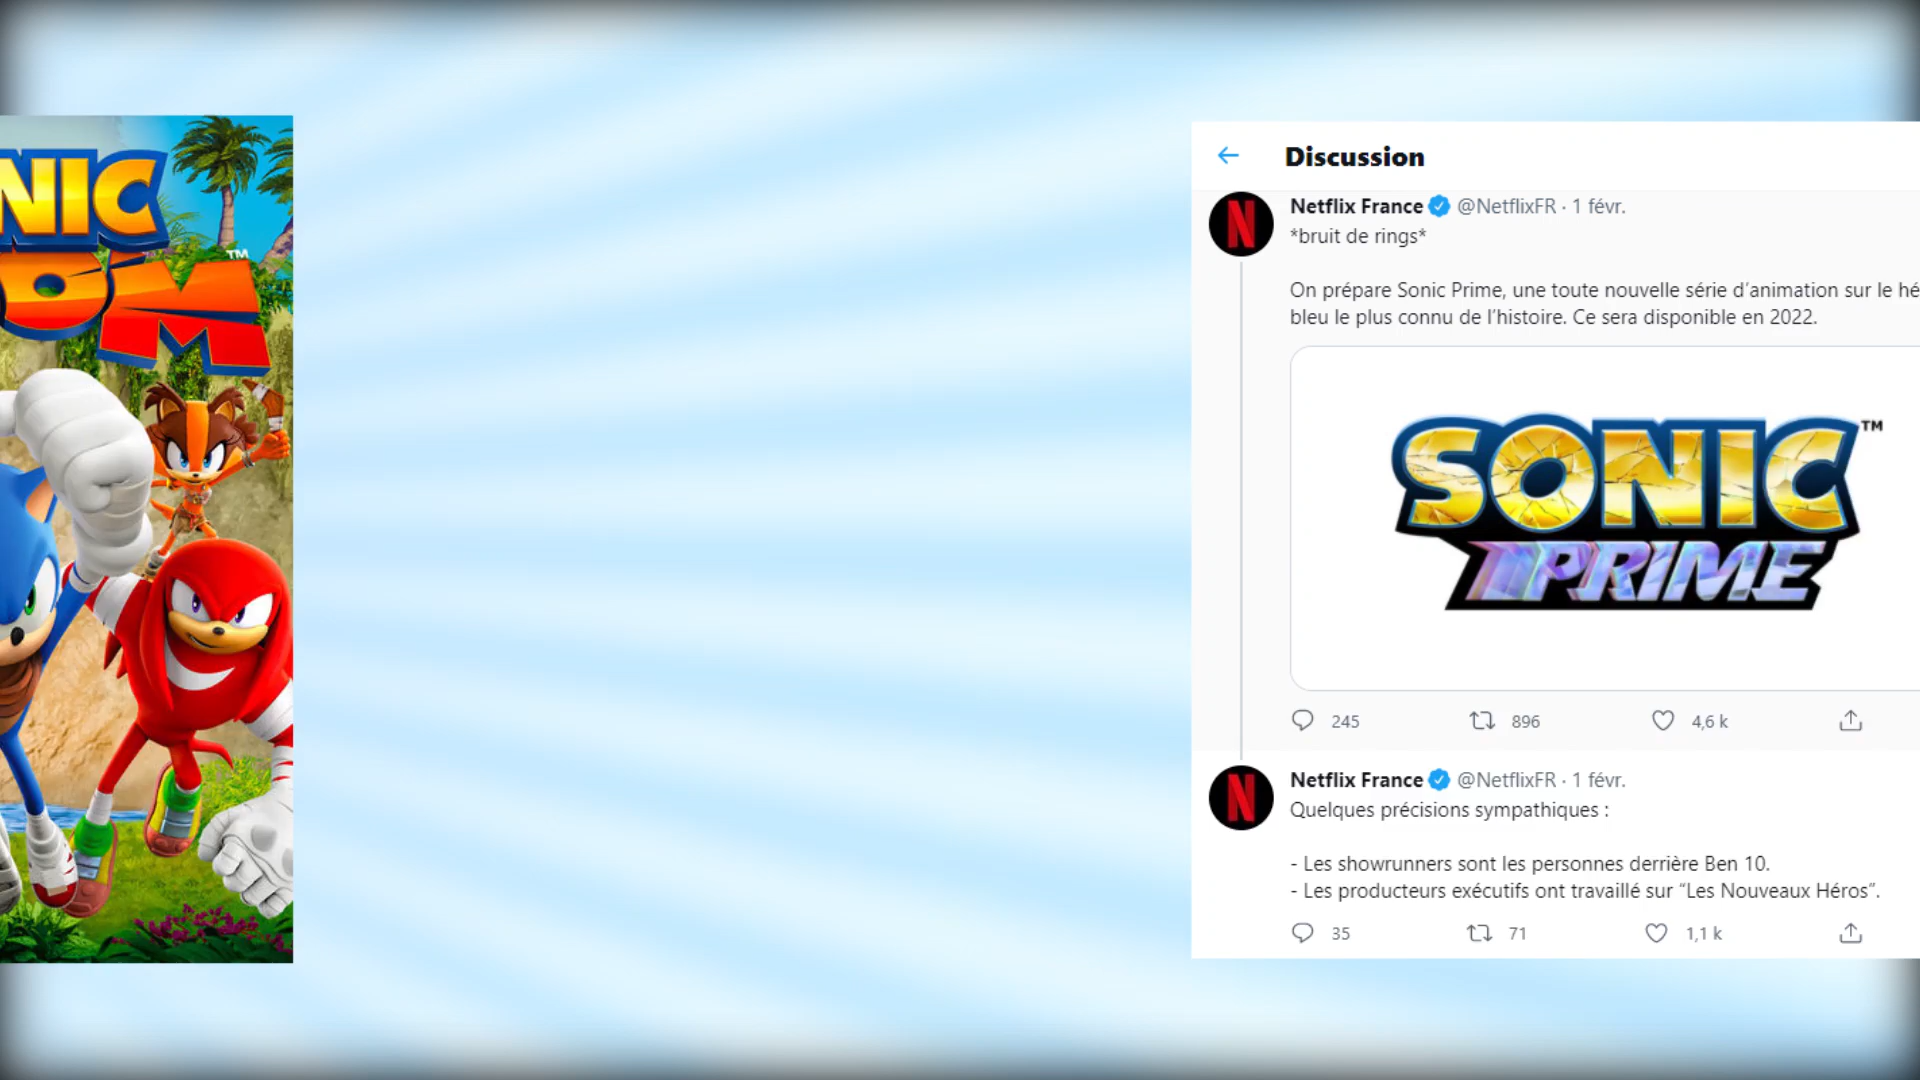 NIC
OM
TM
Discussion
Netflix France @NetflixFR · 1 févr.
*bruit de rings*
On prépare Sonic Prime, une toute nouvelle série d’animation sur le hé
bleu le plus connu de l’histoire. Ce sera disponible en 2022.
SONIC TM
PRIME
245 896 4,6 k
Netflix France @NetflixFR · 1 févr.
Quelques précisions sympathiques :
- Les showrunners sont les personnes derrière Ben 10.
- Les producteurs exécutifs ont travaillé sur “Les Nouveaux Héros”.
35 71 1,1 k